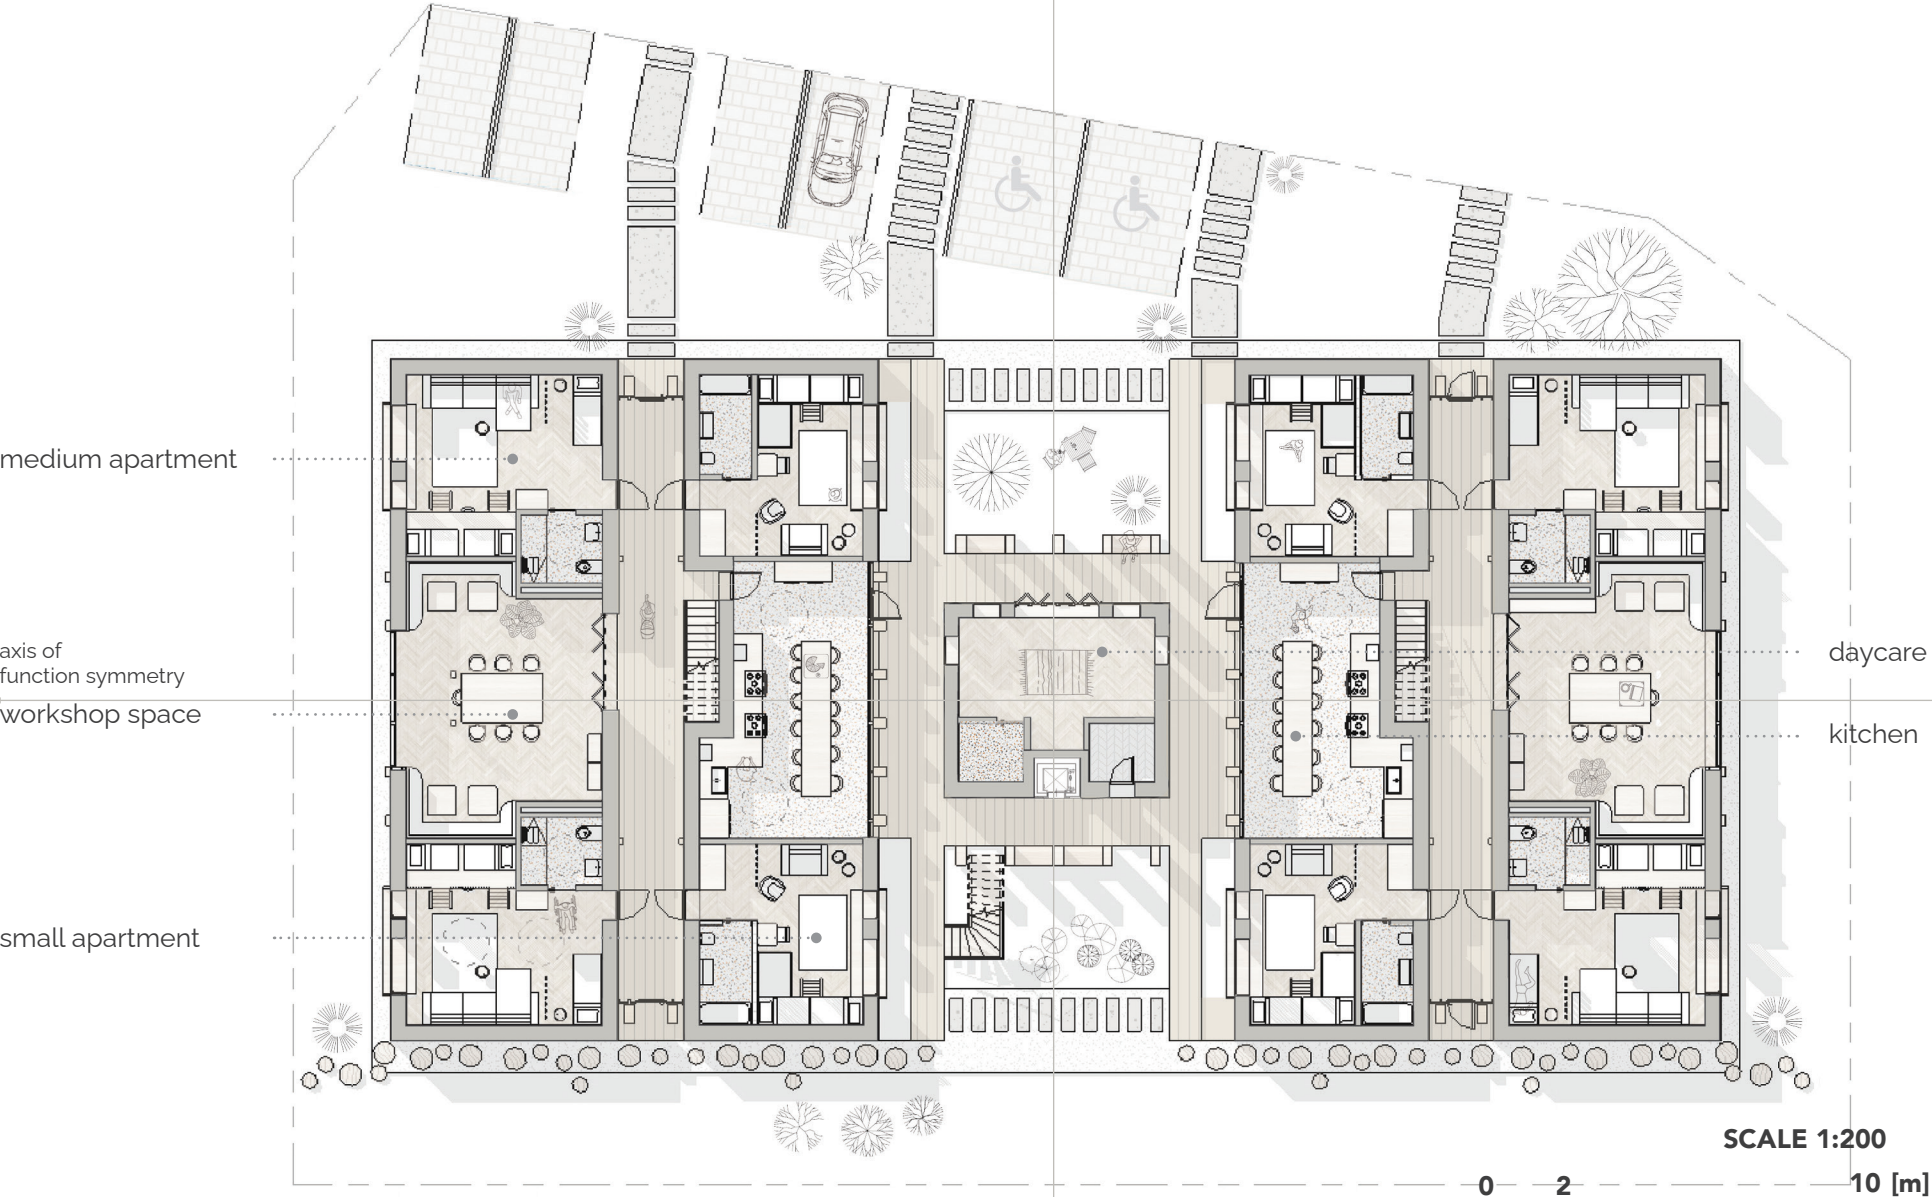 medium apartment
axis of
function symmetry
workshop space
daycare
kitchen
small apartment
SCALE 1:200
0 2 10 [m]